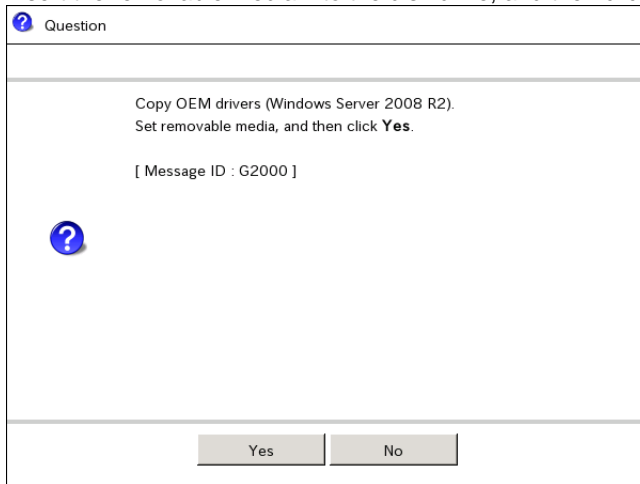 Question
Copy OEM drivers (Windows Server 2008 R2).
Set removable media, and then click Yes.
[ Message ID : G2000 ]
Yes No